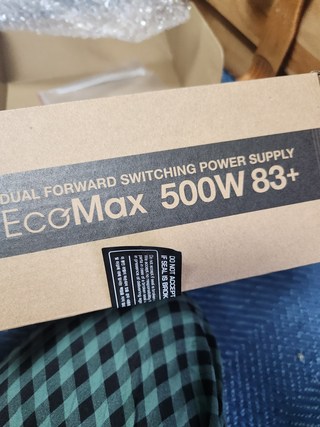 DUAL FORWARD SWITCHING POWER SUPPLY
EcoMax 500W 83+
DO NOT ACCEPT
IF SEAL IS BROKEN